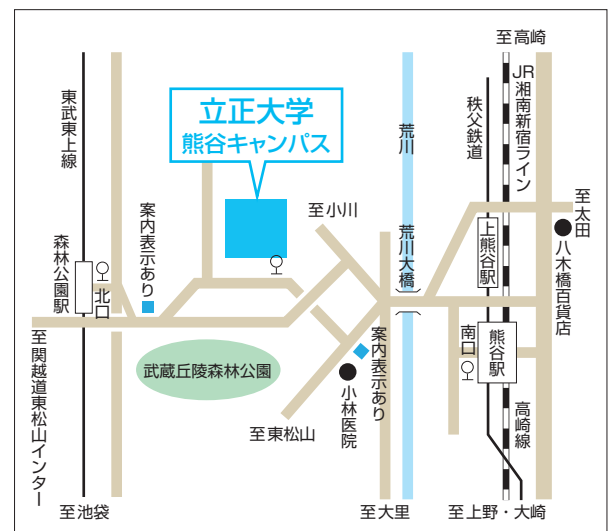 至高崎
JR湘南新宿ライン
秩父鉄道
東武東上線
立正大学
熊谷キャンパス
荒川
至太田
案内表示あり
至小川
荒川大橋
上熊谷駅
八木橋百貨店
森林公園駅
北口
南口
熊谷駅
至関越道東松山インター
武蔵丘陵森林公園
案内表示あり
小林医院
高崎線
至東松山
至池袋
至大里
至上野・大崎